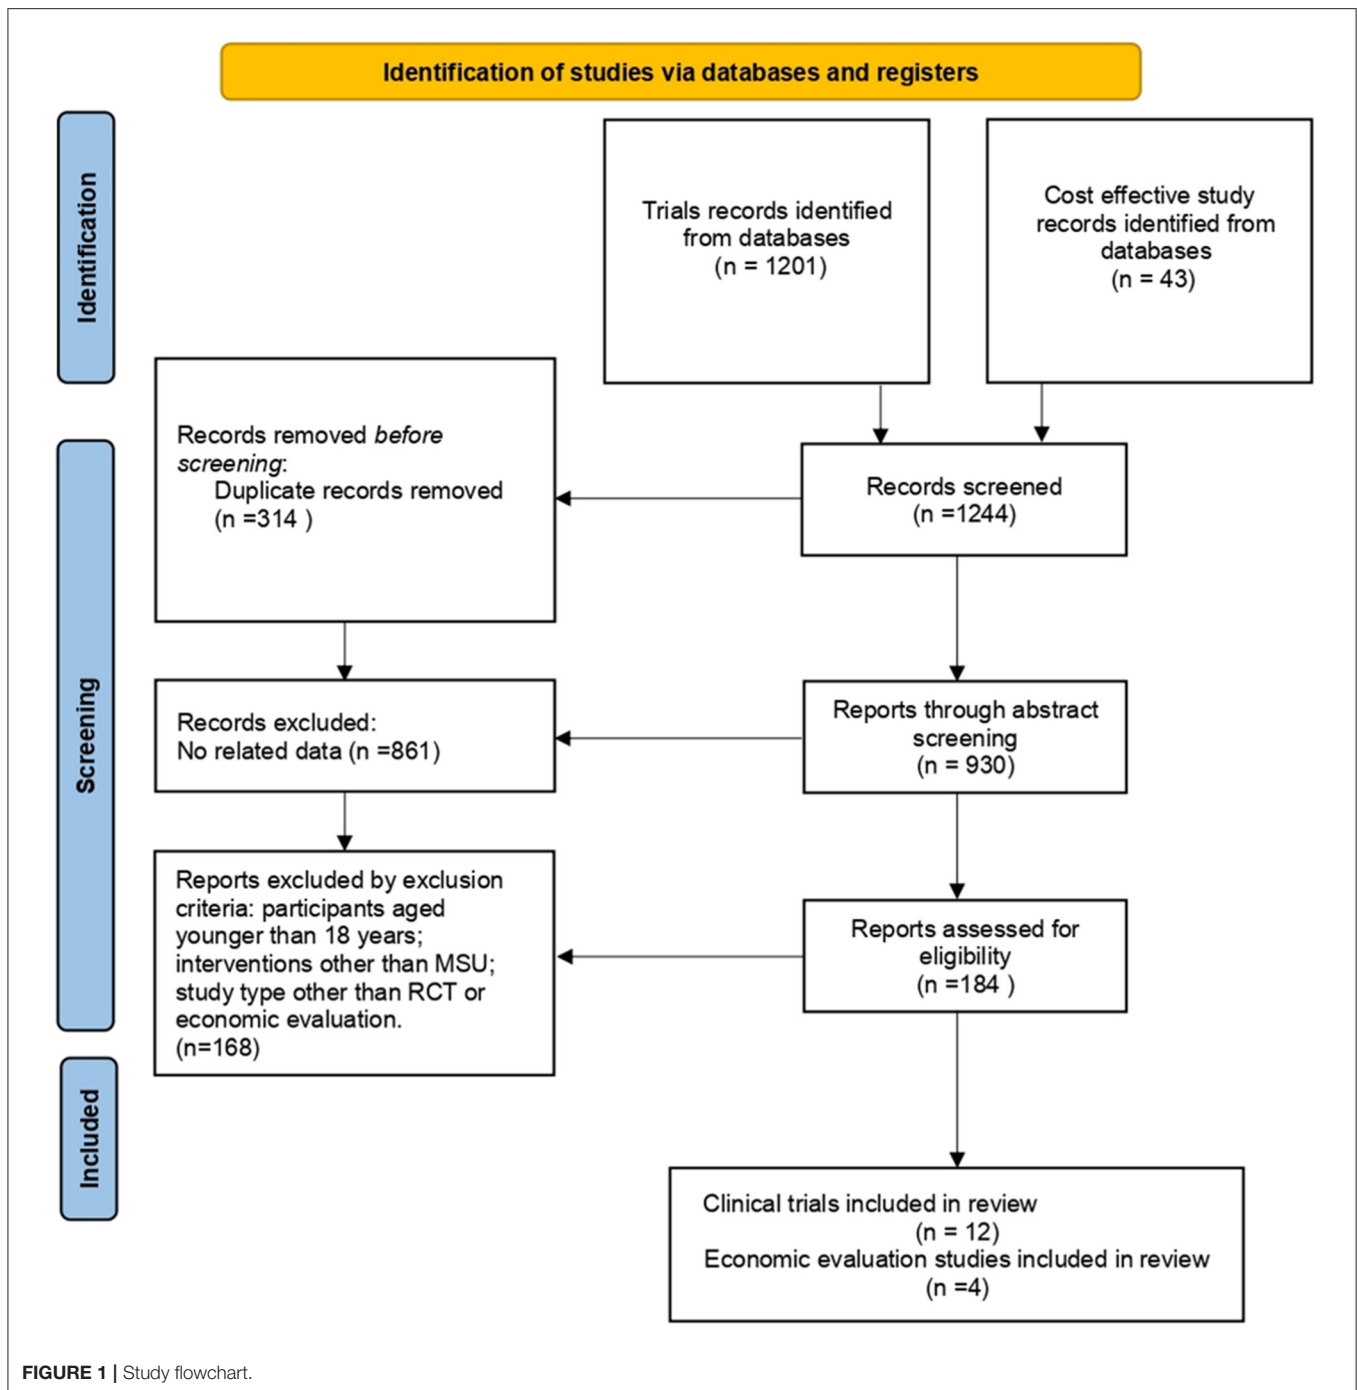 Identification of studies via databases and registers
Identification
Trials records identified
from databases
(n = 1201)
Cost effective study
records identified from
databases
(n = 43)
Records removed before
screening:
Duplicate records removed
(n =314 )
Records screened
(n =1244)
Screening
Records excluded:
No related data (n =861)
Reports through abstract
screening
(n = 930)
Reports excluded by exclusion
criteria: participants aged
younger than 18 years;
interventions other than MSU;
study type other than RCT or
economic evaluation.
(n=168)
Reports assessed for
eligibility
(n =184 )
Included
Clinical trials included in review
(n = 12)
Economic evaluation studies included in review
(n =4)
FIGURE 1 | Study flowchart.